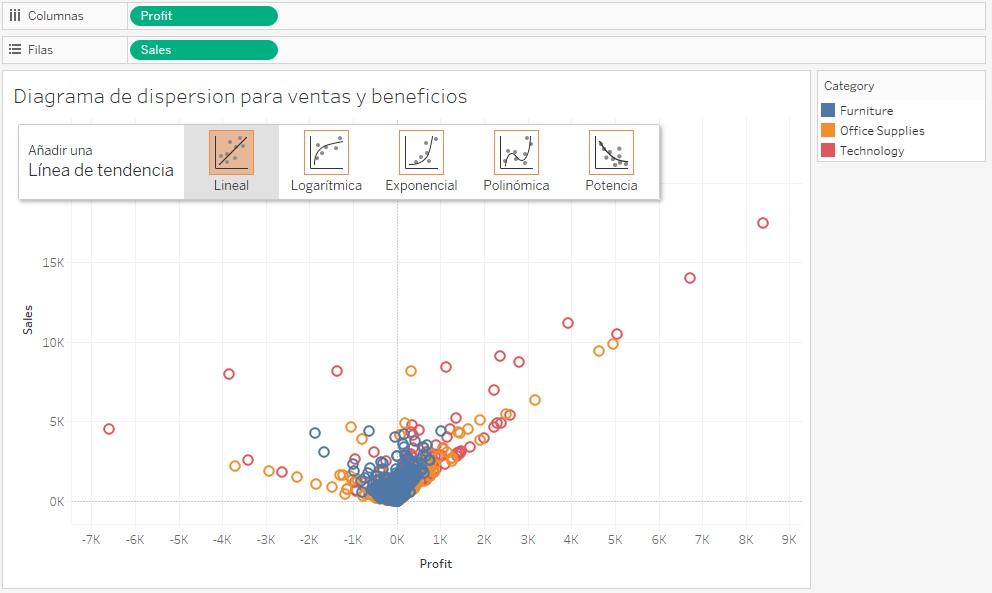 Columnas Profit
Filas Sales
Diagrama de dispersion para ventas y beneficios
Añadir una
Línea de tendencia
Lineal Logarítmica Exponencial Polinómica Potencia
Category
Furniture
Office Supplies
Technology
Sales
15K
10K
5K
0K
-7K -6K -5K -4K -3K -2K -1K 0K 1K 2K 3K 4K 5K 6K 7K 8K 9K
Profit